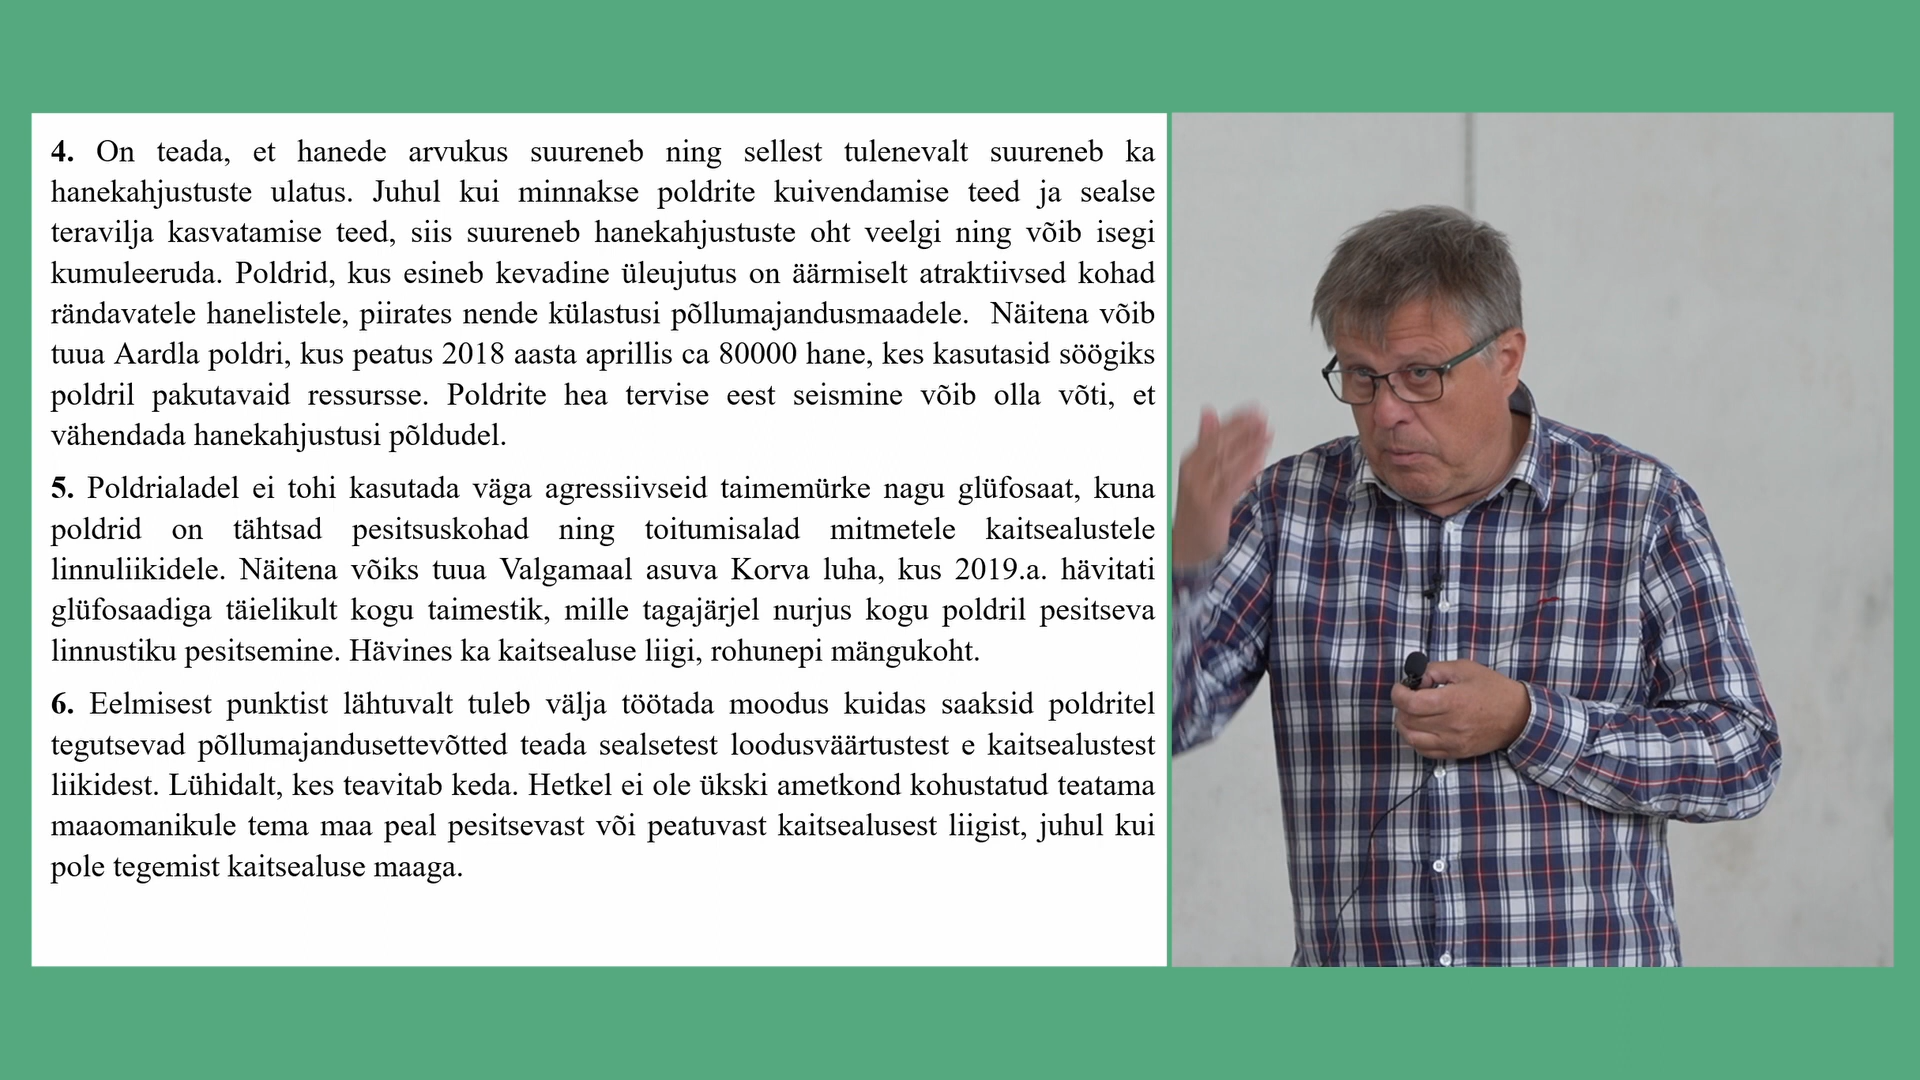 4. On teada, et hanede arvukus suureneb ning sellest tulenevalt suureneb ka
hanekahjustuste ulatus. Juhul kui minnakse poldrite kuivendamise teed ja sealse
teravilja kasvatamise teed, siis suureneb hanekahjustuste oht veelgi ning võib isegi
kumuleeruda. Poldrid, kus esineb kevadine üleujutus on äärmiselt atraktiivsed kohad
rändavatele hanelistele, piirates nende külastusi põllumajandusmaadele. Näitena võib
tuua Aardla poldri, kus peatus 2018 aasta aprillis ca 80000 hane, kes kasutasid söögiks
poldril pakutavaid ressursse. Poldrite hea tervise eest seismine võib olla võti, et
vähendada hanekahjustusi põldudel.
5. Poldrialadel ei tohi kasutada väga agressiivseid taimemürke nagu glüfosaat, kuna
poldrid on tähtsad pesitsuskohad ning toitumisalad mitmetele kaitsealustele
linnuliikidele. Näitena võiks tuua Valgamaal asuva Korva luha, kus 2019.a. hävitati
glüfosaadiga täielikult kogu taimestik, mille tagajärjel nurjus kogu poldril pesitseva
linnustiku pesitsemine. Hävines ka kaitsealuse liigi, rohunepi mängukoht.
6. Eelmisest punktist lähtuvalt tuleb välja töötada moodus kuidas saaksid poldritel
tegutsevad põllumajandusettevõtted teada sealsetest loodusväärtustest e kaitsealustest
liikidest. Lühidalt, kes teavitab keda. Hetkel ei ole ükski ametkond kohustatud teatama
maaomanikule tema maa peal pesitsevast või peatuvast kaitsealusest liigist, juhul kui
pole tegemist kaitsealuse maaga.